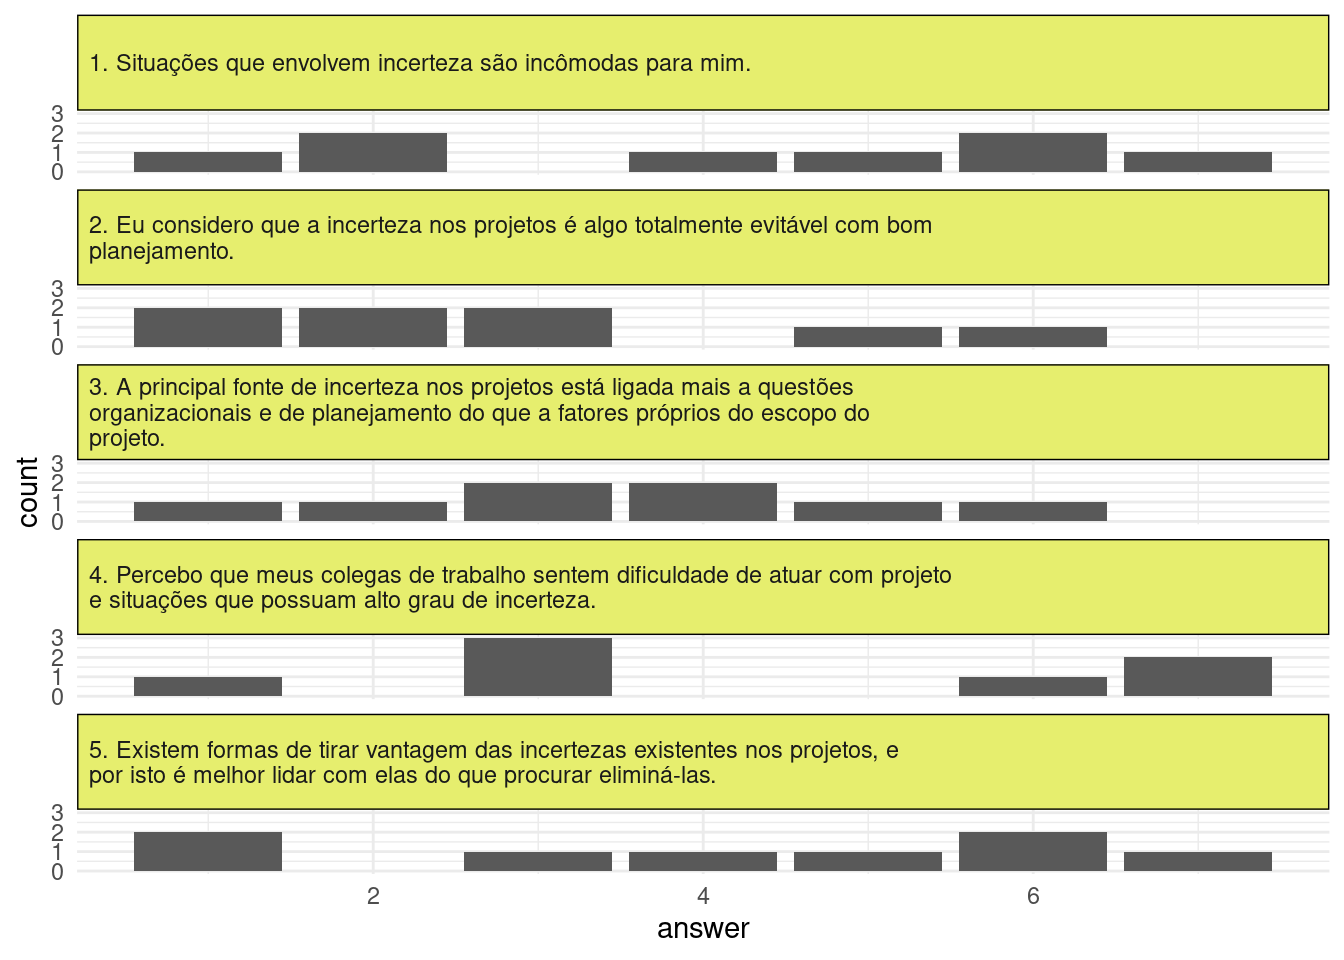 1. Situações que envolvem incerteza são incômodas para mim.
3
2
1
0
2. Eu considero que a incerteza nos projetos é algo totalmente evitável com bom
planejamento.
3
2
1
0
3. A principal fonte de incerteza nos projetos está ligada mais a questões
organizacionais e de planejamento do que a fatores próprios do escopo do
projeto.
3
2
1
0
count
4. Percebo que meus colegas de trabalho sentem dificuldade de atuar com projeto
e situações que possuam alto grau de incerteza.
3
2
1
0
5. Existem formas de tirar vantagem das incertezas existentes nos projetos, e
por isto é melhor lidar com elas do que procurar eliminá-las.
3
2
1
0
2 4 6
answer